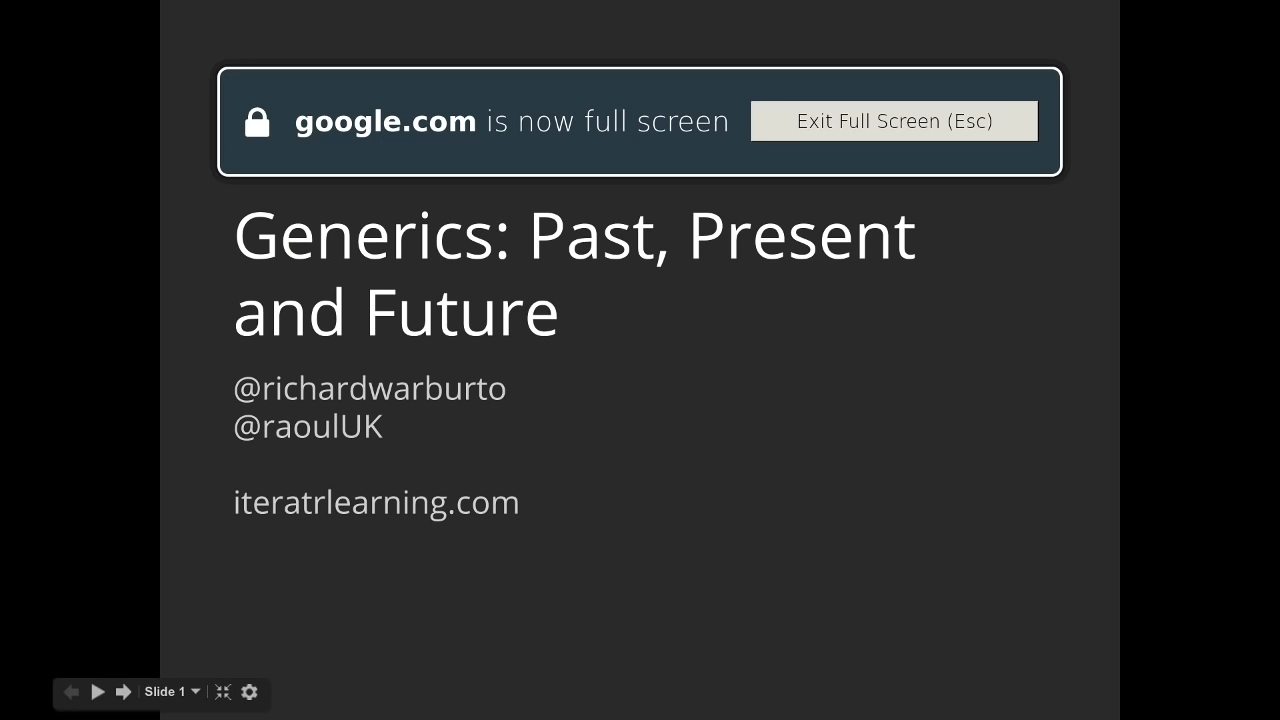 google.com is now full screen Exit Full Screen (Esc)
Generics: Past, Present
and Future
@richardwarburto
@raoulUK
iteratrlearning.com
Slide 1